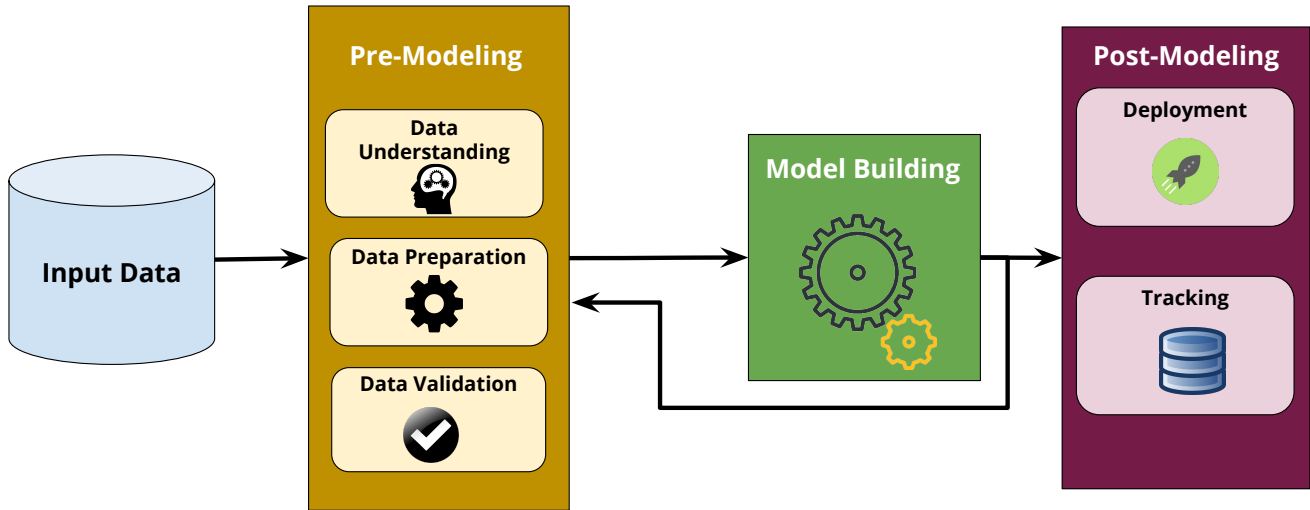 Input Data
Pre-Modeling
Data
Understanding
Data Preparation
Data Validation
Model Building
Post-Modeling
Deployment
Tracking